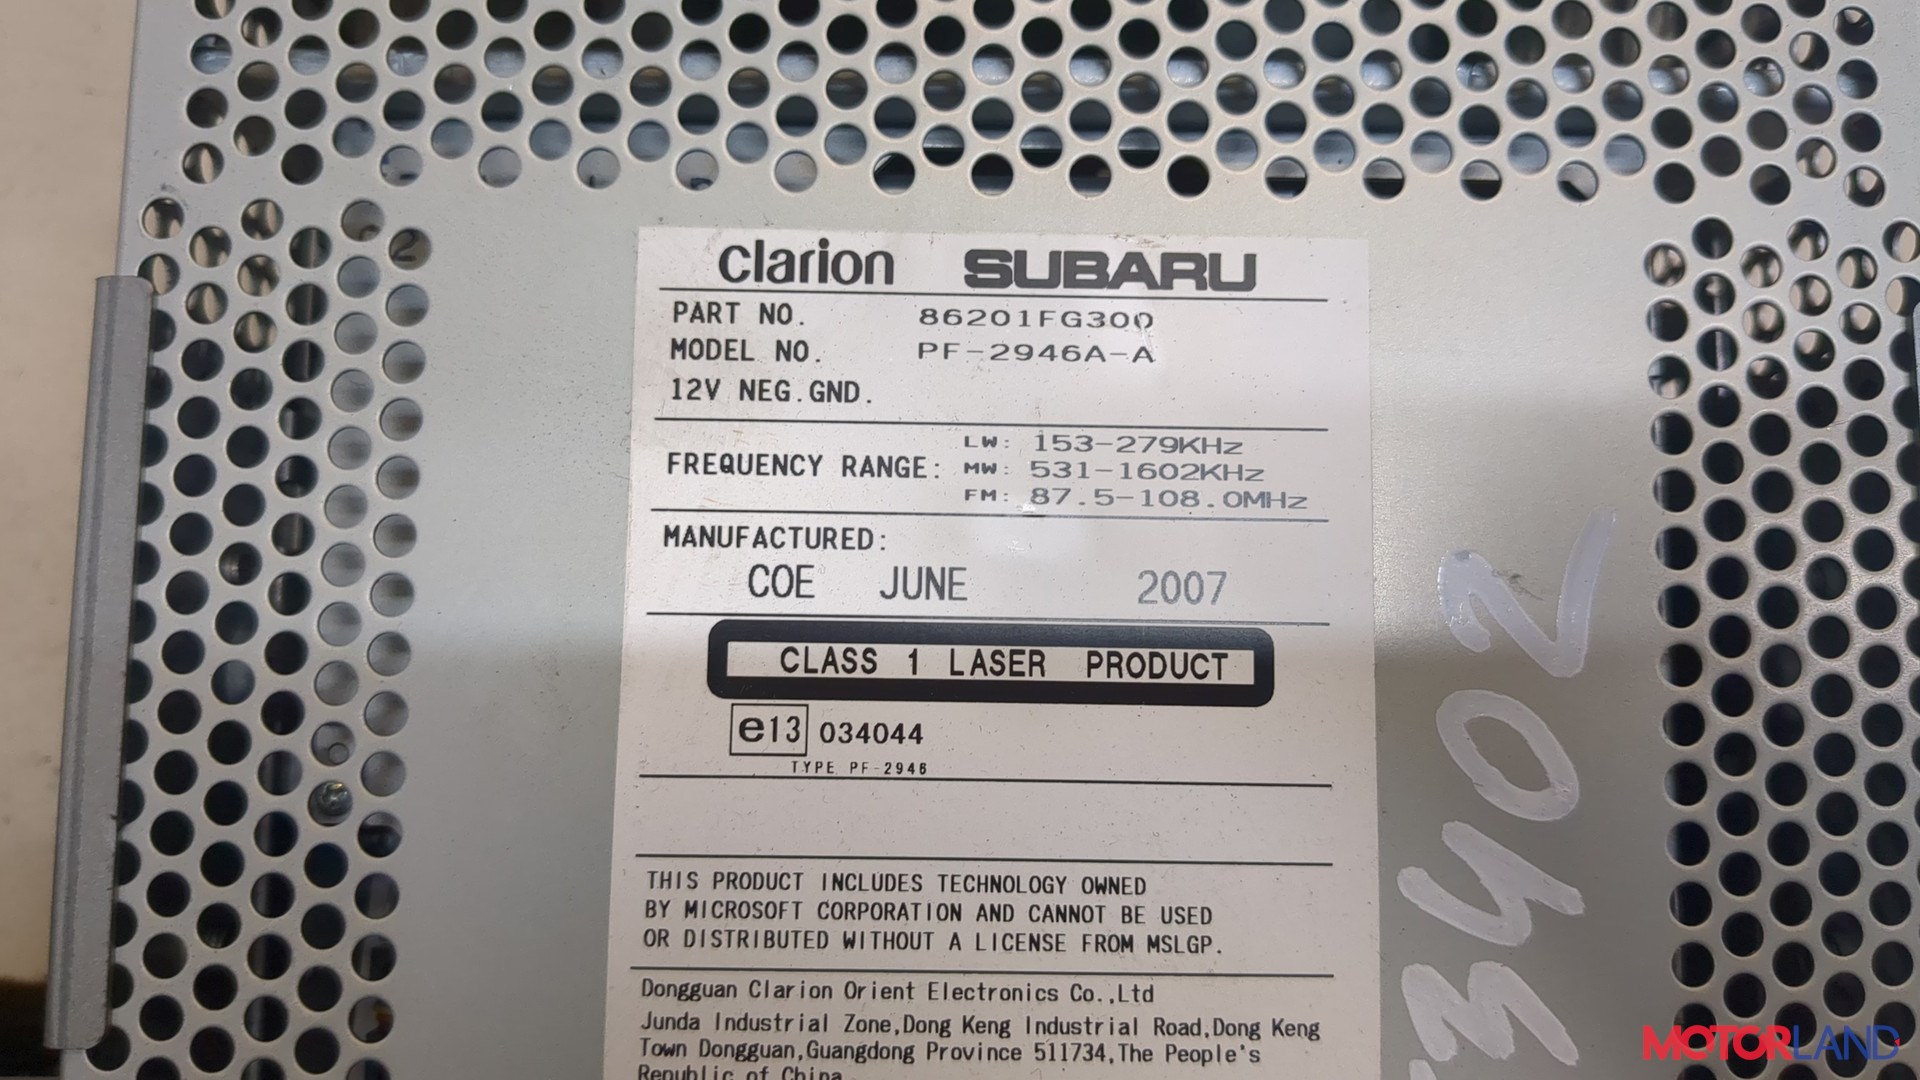 clarion SUBARU
PART NO. 86201FG300
MODEL NO. PF-2946A-A
12V NEG.GND.
FREQUENCY RANGE: LW: 153-279KHz
MW: 531-1602KHz
FM: 87.5-108.0MHz
MANUFACTURED:
COE JUNE 2007
CLASS 1 LASER PRODUCT
e13 034044
TYPE PF-2946
THIS PRODUCT INCLUDES TECHNOLOGY OWNED
BY MICROSOFT CORPORATION AND CANNOT BE USED
OR DISTRIBUTED WITHOUT A LICENSE FROM MSLGP.
Dongguan Clarion Orient Electronics Co.,Ltd
Junda Industrial Zone,Dong Keng Industrial Road,Dong Keng
Town Dongguan,Guangdong Province 511734,The People's
Republic of China
3402
MOTORLAND